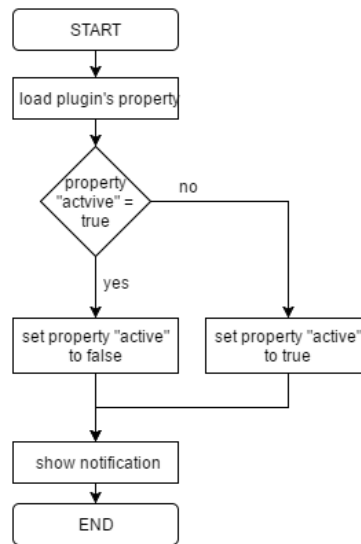 START
load plugin's property
property
"actvive" =
true
no
yes
set property "active"
to false
set property "active"
to true
show notification
END